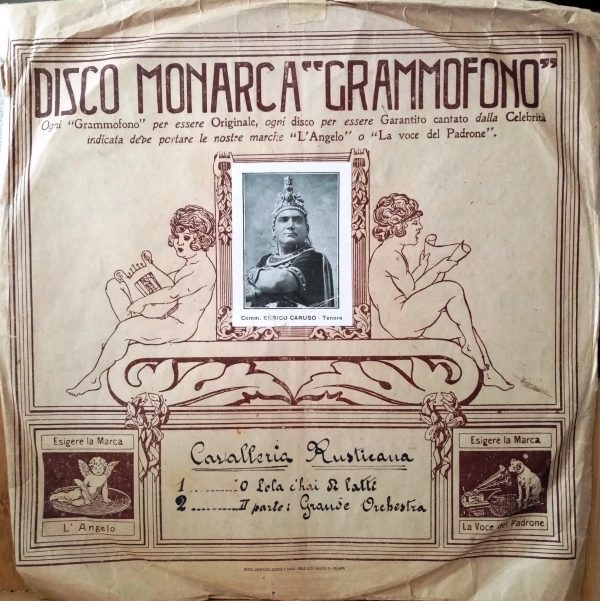 DISCO MONARCA “GRAMMOFONO”
Ogni “Grammofono” per essere Originale, ogni disco per essere Garantito cantato dalla Celebrità
indicata deve portare le nostre marche “L'Angelo” o “La voce del Padrone”.
Comm. ENRICO CARUSO - Tenore
Cavalleria Rusticana
1 ......... O Lola c'hai di latti
2 ......... II parte: Grande Orchestra
Esigere la Marca
L' Angelo
Esigere la Marca
La Voce del Padrone